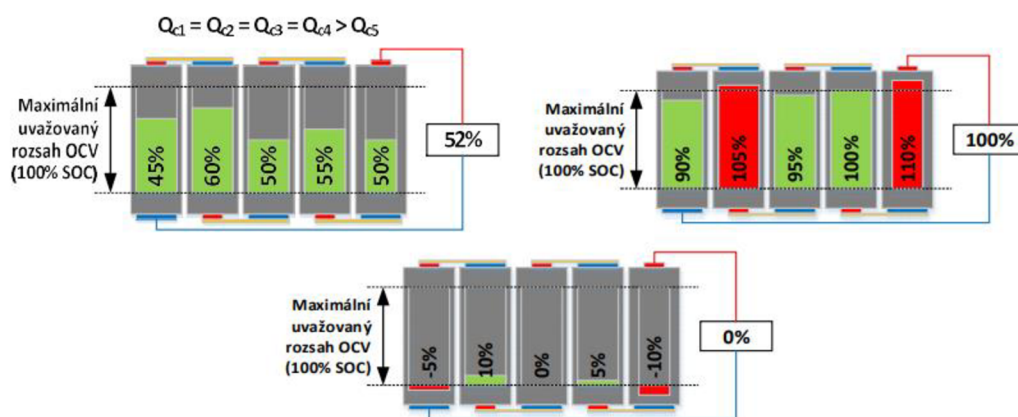 Qc1 = Qc2 = Qc3 = Qc4 > Qc5
Maximální
uvažovaný
rozsah OCV
(100% SOC)
45%
60%
50%
55%
50%
52%
Maximální
uvažovaný
rozsah OCV
(100% SOC)
90%
105%
95%
100%
110%
100%
Maximální
uvažovaný
rozsah OCV
(100% SOC)
-5%
10%
0%
5%
-10%
0%